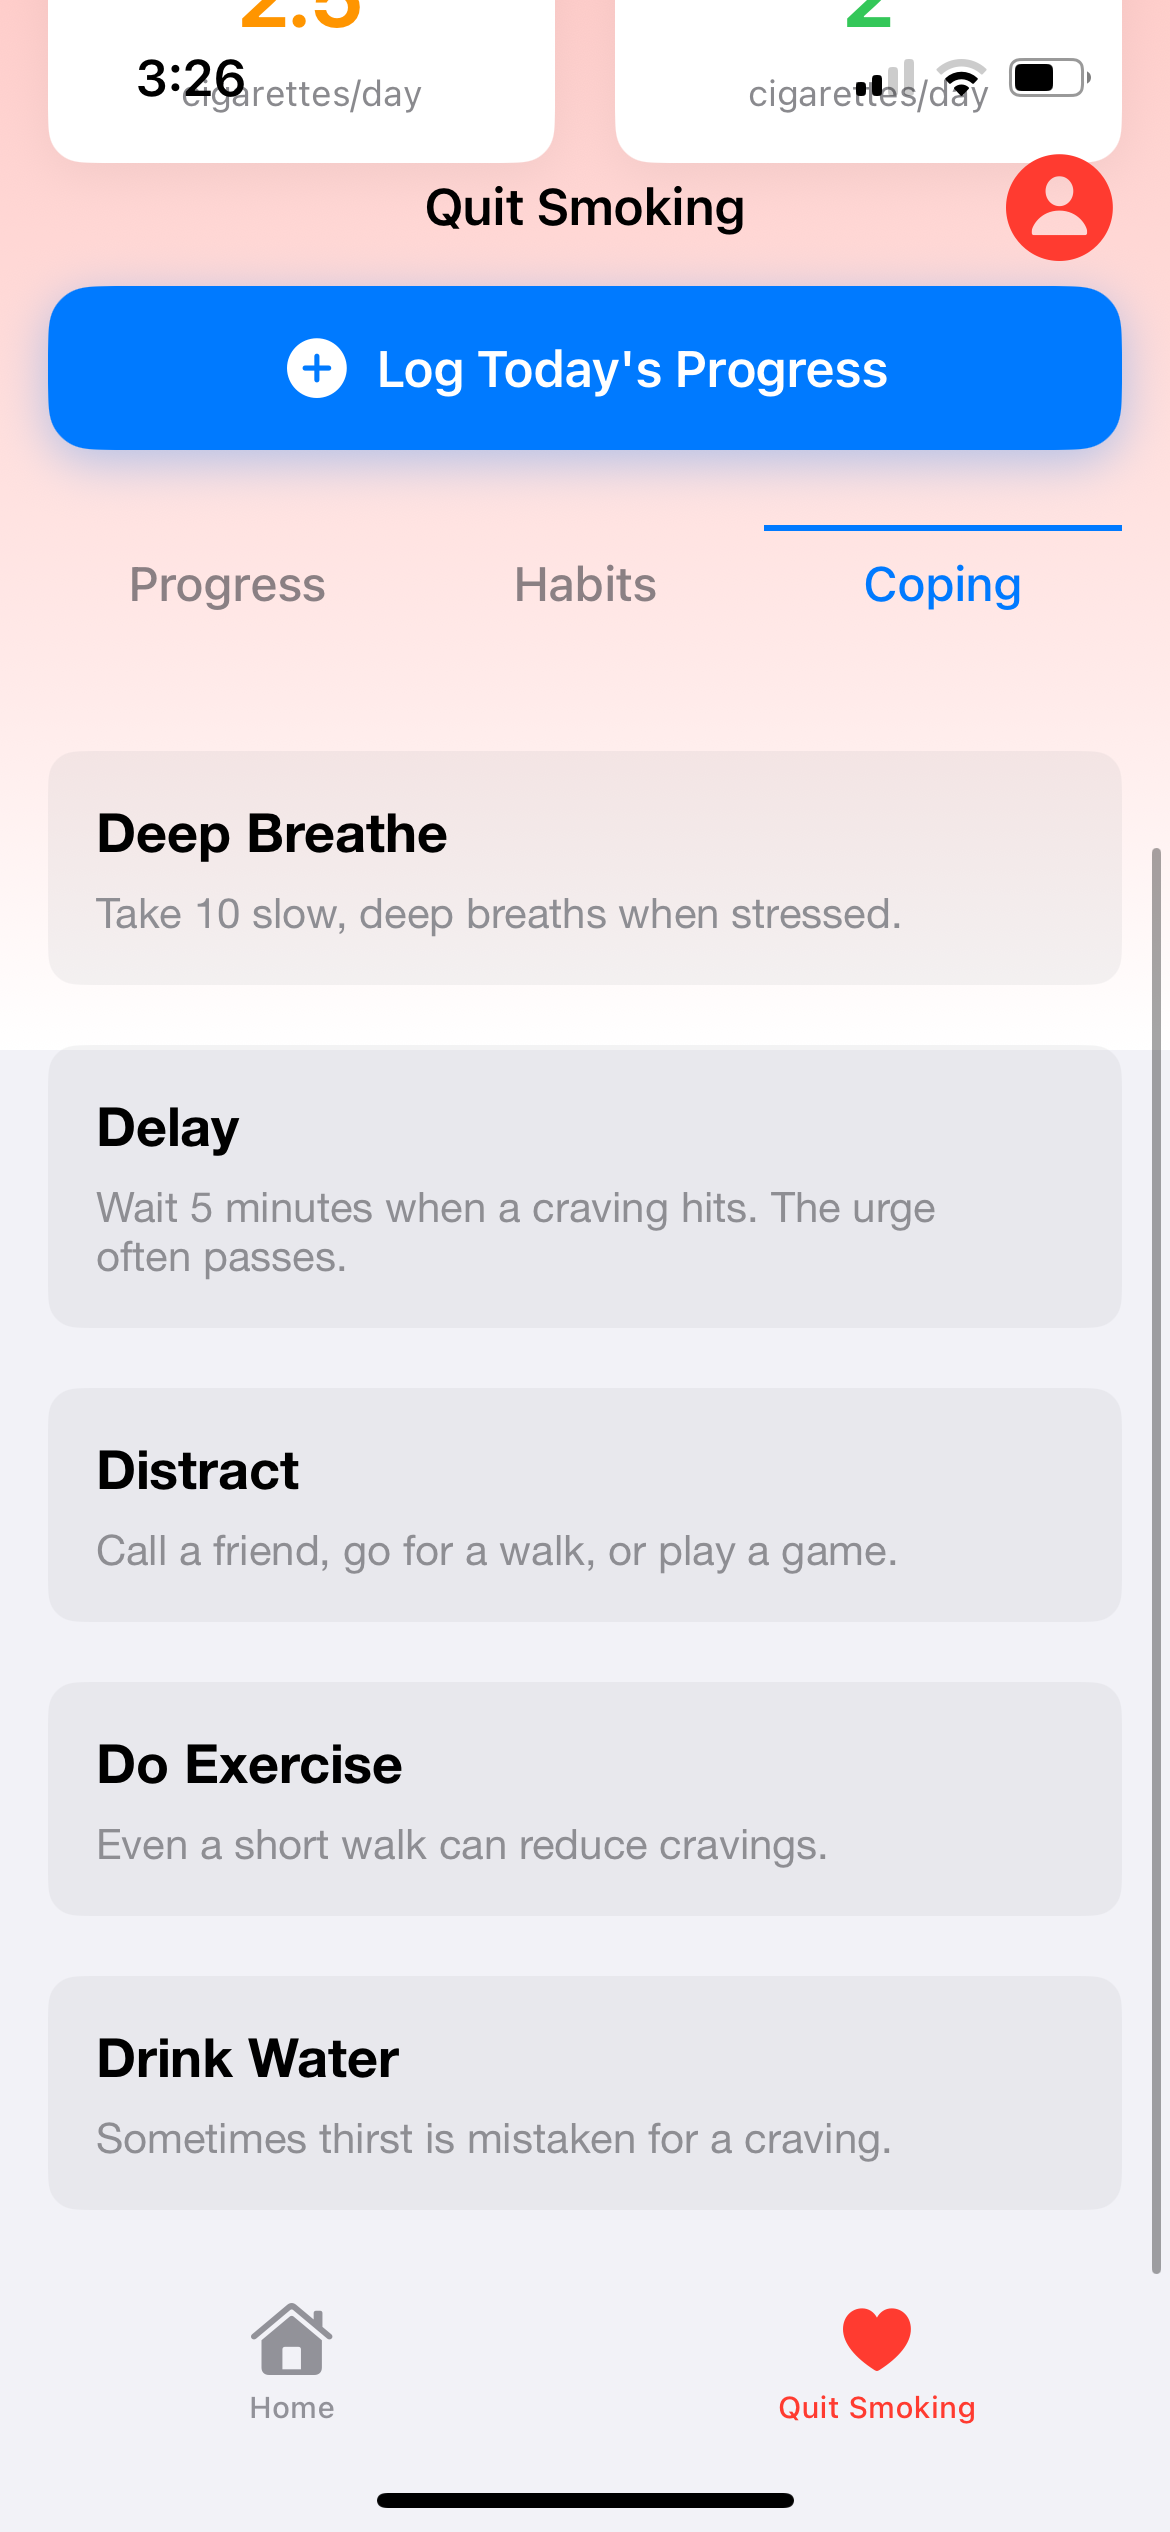 2.5
2
3:26
cigarettes/day
cigarettes/day
Quit Smoking
Log Today's Progress
Progress
Habits
Coping
Deep Breathe
Take 10 slow, deep breaths when stressed.
Delay
Wait 5 minutes when a craving hits. The urge
often passes.
Distract
Call a friend, go for a walk, or play a game.
Do Exercise
Even a short walk can reduce cravings.
Drink Water
Sometimes thirst is mistaken for a craving.
Home
Quit Smoking